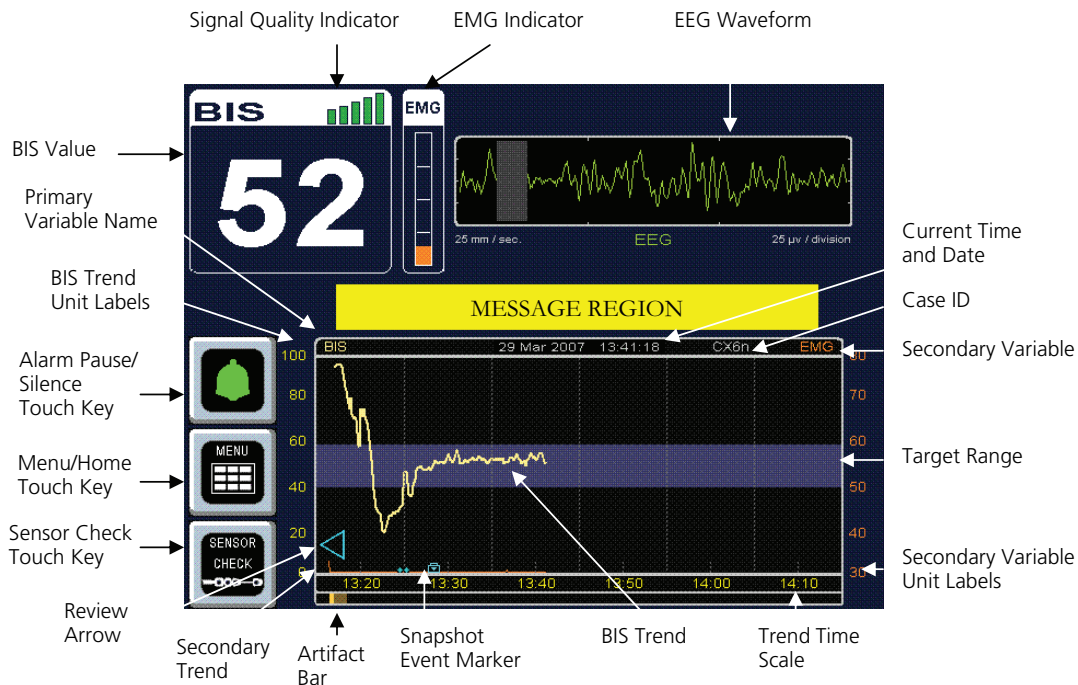 Signal Quality Indicator
EMG Indicator
EEG Waveform
BIS
EMG
BIS Value
52
Primary
Variable Name
25 mm / sec.
EEG
25 µv / division
Current Time
and Date
BIS Trend
Unit Labels
MESSAGE REGION
Case ID
BIS
29 Mar 2007 13:41:18
CX6n
EMG
Secondary Variable
Alarm Pause/
Silence
Touch Key
100
80
80
70
60
60
Target Range
Menu/Home
Touch Key
MENU
40
50
Sensor Check
Touch Key
SENSOR
CHECK
20
40
0
30
Secondary Variable
Unit Labels
13:20
13:30
13:40
13:50
14:00
14:10
Review
Arrow
Secondary
Trend
Artifact
Bar
Snapshot
Event Marker
BIS Trend
Trend Time
Scale